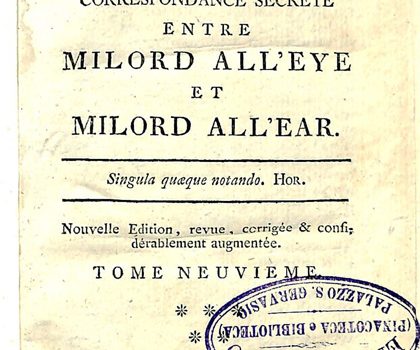 CORRESPONDANCE SECRETE
ENTRE
MILORD ALL'EYE
ET
MILORD ALL'EAR.
Singula quæque notando. HOR.
Nouvelle Edition, revue, corrigée & consi-
dérablement augmentée.
TOME NEUVIEME.
(PINACOTECA e BIBLIOTECA)
PALAZZO S. GERVASIO